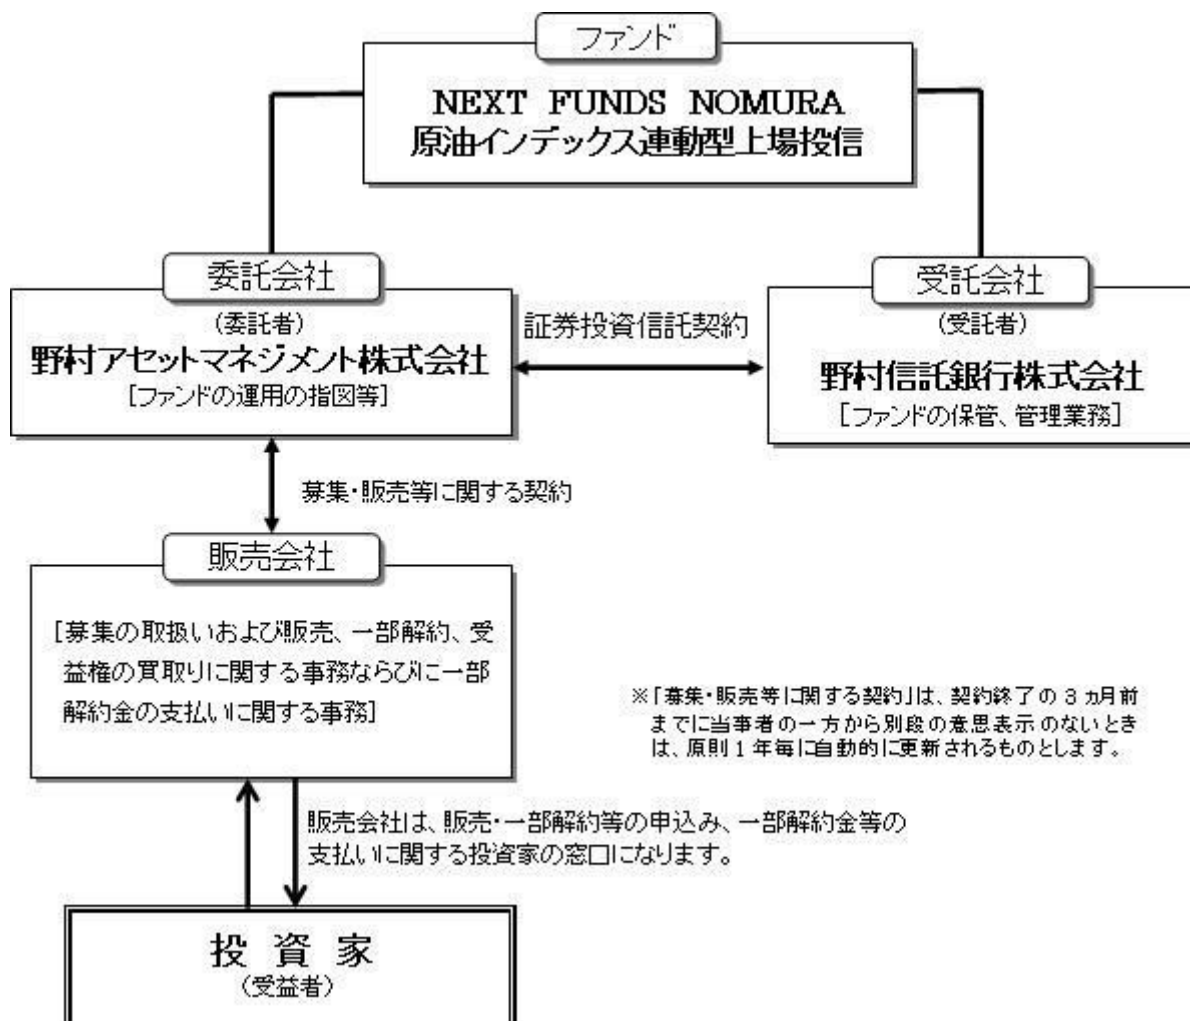 ファンド
NEXT FUNDS NOMURA
原油インデックス連動型上場投信
委託会社
(委託者)
野村アセットマネジメント株式会社
[ファンドの運用の指図等]
証券投資信託契約
受託会社
(受託者)
野村信託銀行株式会社
[ファンドの保管、管理業務]
募集・販売等に関する契約
販売会社
[募集の取扱いおよび販売、一部解約、受
益権の買取りに関する事務ならびに一部
解約金の支払いに関する事務]
※「募集・販売等に関する契約」は、契約終了の3カ月前
までに当事者の一方から別段の意思表示のないとき
は、原則1年毎に自動的に更新されるものとします。
販売会社は、販売・一部解約等の申込み、一部解約金等の
支払いに関する投資家の窓口になります。
投資家
(受益者)